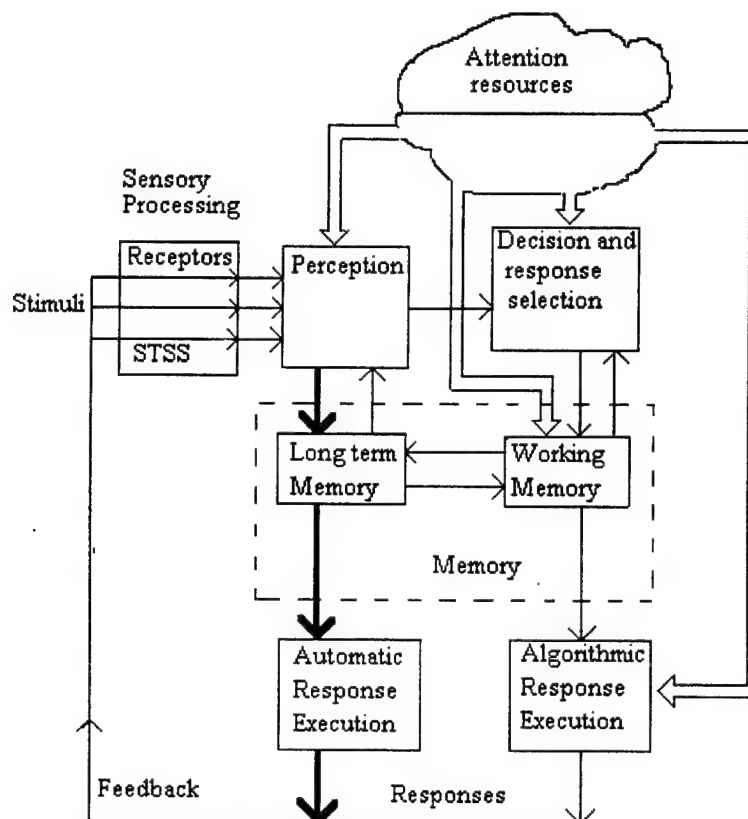 Attention
resources
Sensory
Processing
Receptors
Perception
Decision and
response
selection
Stimuli
STSS
Long term
Memory
Working
Memory
Memory
Automatic
Response
Execution
Algorithmic
Response
Execution
Feedback
Responses